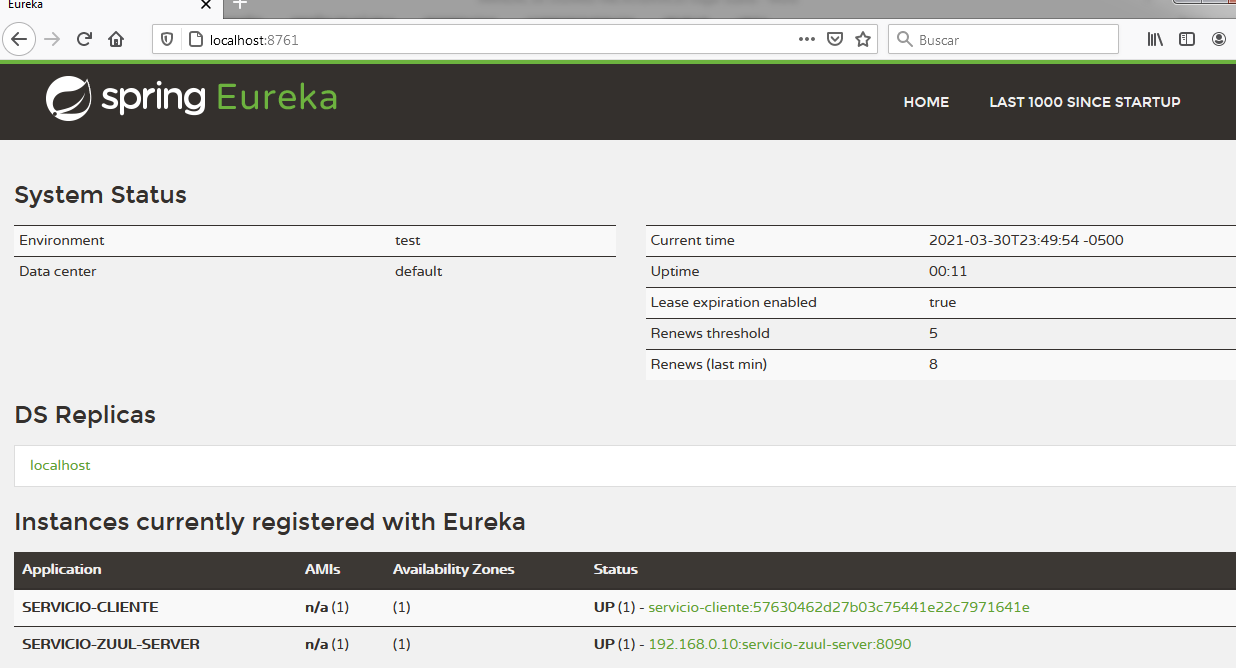 Eureka
localhost:8761
Buscar
spring Eureka
HOME LAST 1000 SINCE STARTUP
System Status
Environment test
Data center default
Current time 2021-03-30T23:49:54 -0500
Uptime 00:11
Lease expiration enabled true
Renews threshold 5
Renews (last min) 8
DS Replicas
localhost
Instances currently registered with Eureka
Application AMIs Availability Zones Status
SERVICIO-CLIENTE n/a (1) (1) UP (1) - servicio-cliente:57630462d27b03c75441e22c7971641e
SERVICIO-ZUUL-SERVER n/a (1) (1) UP (1) - 192.168.0.10:servicio-zuul-server:8090